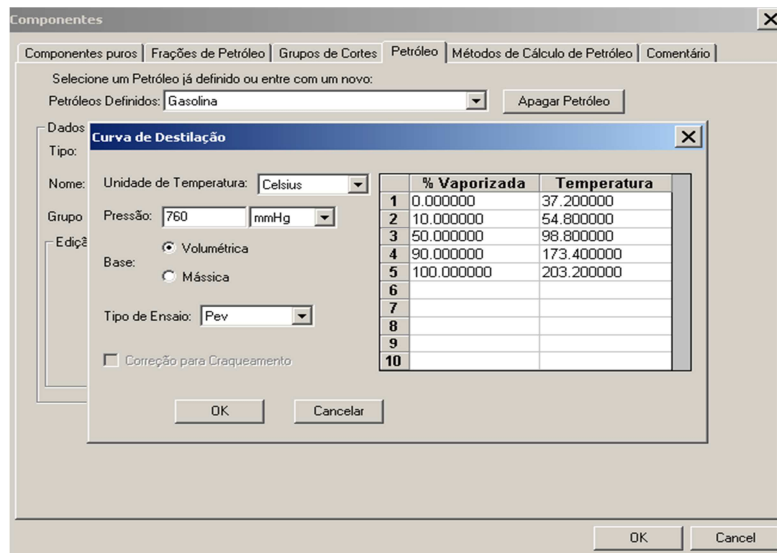 Componentes
Componentes puros Frações de Petróleo Grupos de Cortes Petróleo Métodos de Cálculo de Petróleo Comentário
Selecione um Petróleo já definido ou entre com um novo:
Petróleos Definidos: Gasolina Apagar Petróleo
Dados
Tipo:
Nome:
Grupo
Ediçã
Curva de Destilação
Unidade de Temperatura: Celsius
Pressão: 760 mmHg
Base:
Volumétrica
Mássica
Tipo de Ensaio: Pev
Correção para Craqueamento
OK Cancelar
% Vaporizada Temperatura
1 0.000000 37.200000
2 10.000000 54.800000
3 50.000000 98.800000
4 90.000000 173.400000
5 100.000000 203.200000
6
7
8
9
10
OK Cancel